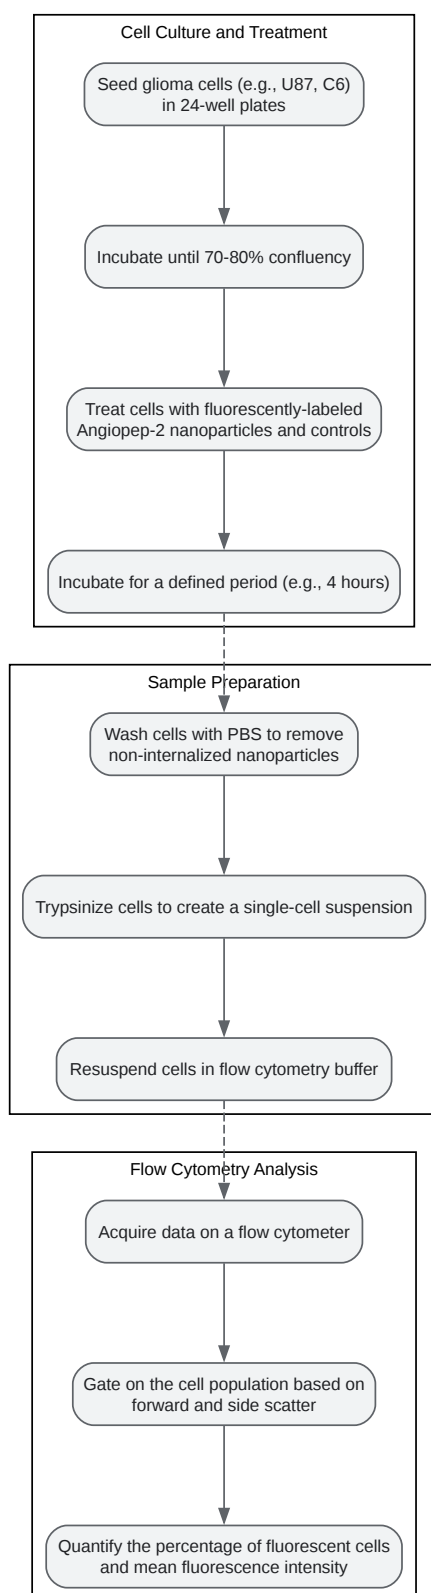 Cell Culture and Treatment
Seed glioma cells (e.g., U87, C6)
in 24-well plates
Incubate until 70-80% confluency
Treat cells with fluorescently-labeled
Angiopep-2 nanoparticles and controls
Incubate for a defined period (e.g., 4 hours)
Sample Preparation
Wash cells with PBS to remove
non-internalized nanoparticles
Trypsinize cells to create a single-cell suspension
Resuspend cells in flow cytometry buffer
Flow Cytometry Analysis
Acquire data on a flow cytometer
Gate on the cell population based on
forward and side scatter
Quantify the percentage of fluorescent cells
and mean fluorescence intensity